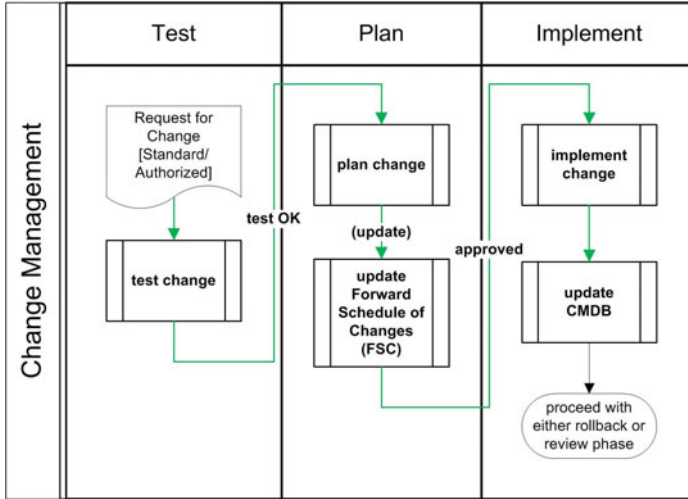 Change Management
Test
Plan
Implement
Request for
Change
[Standard/
Authorized]
test change
test OK
plan change
(update)
update
Forward
Schedule of
Changes
(FSC)
approved
implement
change
update
CMDB
proceed with
either rollback or
review phase